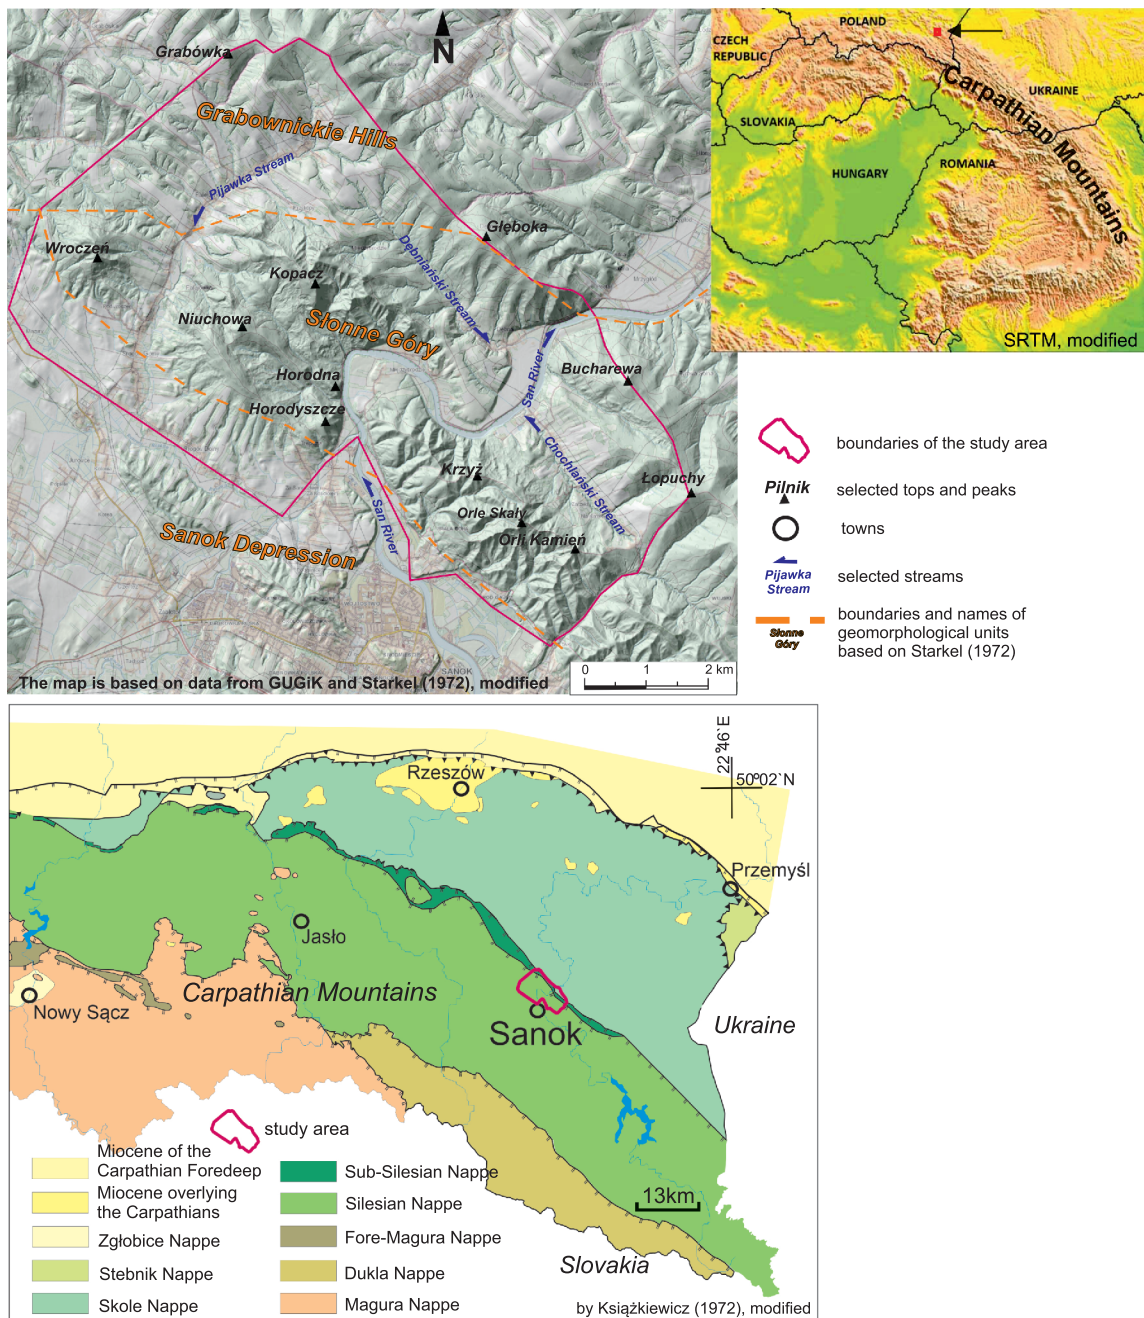 Grabówka
N
Grabownickie Hills
Pijawka Stream
Wroczeń
Głęboka
Dębniański Stream
Kopacz
Niuchowa
Słonne Góry
Horodna
Horodyszcze
San River
Bucharewa
Chochlański Stream
Krzyż
Łopuchy
Orle Skały
Orli Kamień
San River
Sanok Depression
SANOK
The map is based on data from GUGiK and Starkel (1972), modified
0 1 2 km
POLAND
CZECH
REPUBLIC
UKRAINE
SLOVAKIA
Carpathian Mountains
ROMANIA
HUNGARY
SRTM, modified
boundaries of the study area
Pilnik
selected tops and peaks
towns
Pijawka
Stream
selected streams
Słonne
Góry
boundaries and names of
geomorphological units
based on Starkel (1972)
22º46`E
50º02`N
Rzeszów
Przemyśl
Jasło
Carpathian Mountains
Nowy Sącz
Sanok
Ukraine
study area
Miocene of the
Carpathian Foredeep
Miocene overlying
the Carpathians
Zgłobice Nappe
Stebnik Nappe
Skole Nappe
Sub-Silesian Nappe
Silesian Nappe
Fore-Magura Nappe
Dukla Nappe
Magura Nappe
13km
Slovakia
by Książkiewicz (1972), modified